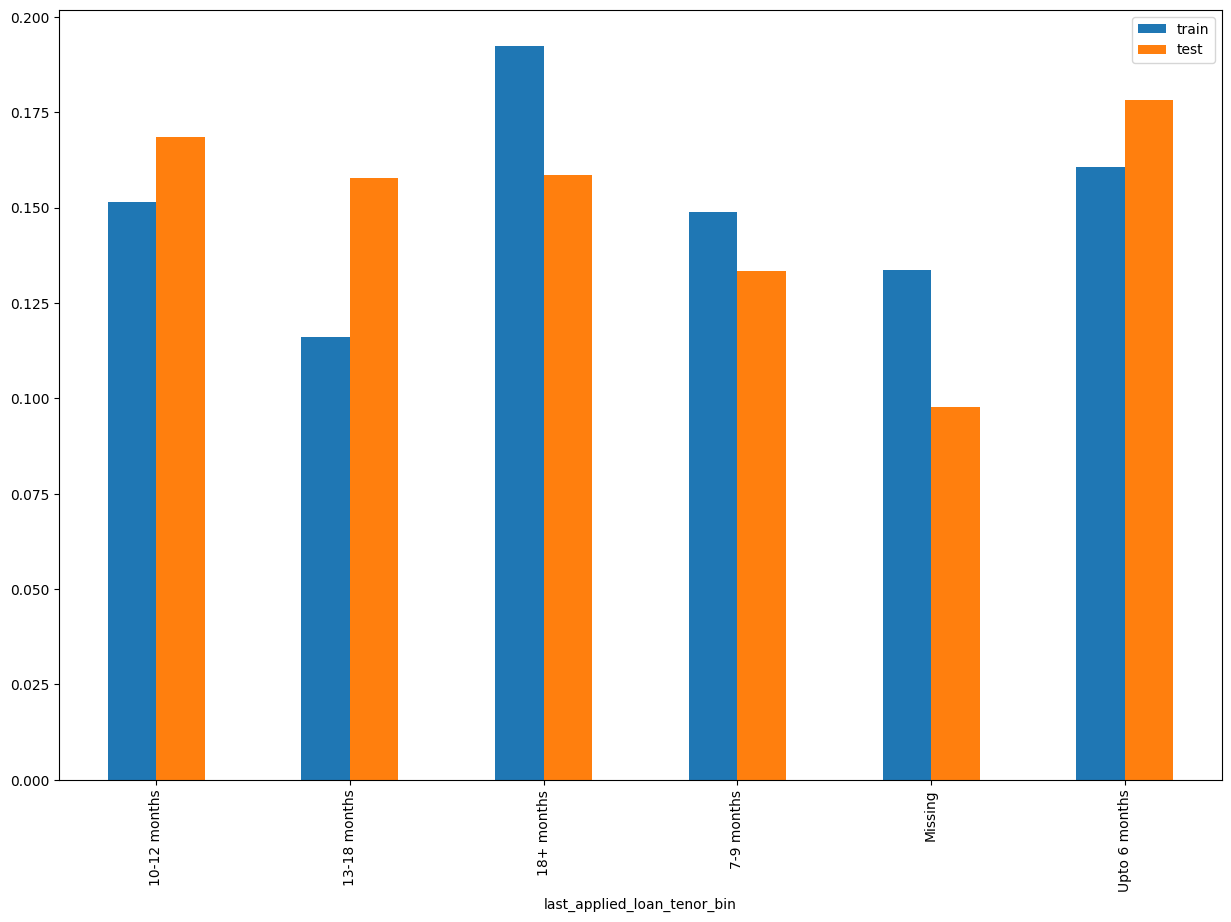 train
test
0.200
0.175
0.150
0.125
0.100
0.075
0.050
0.025
0.000
10-12 months
13-18 months
18+ months
7-9 months
Missing
Upto 6 months
last_applied_loan_tenor_bin